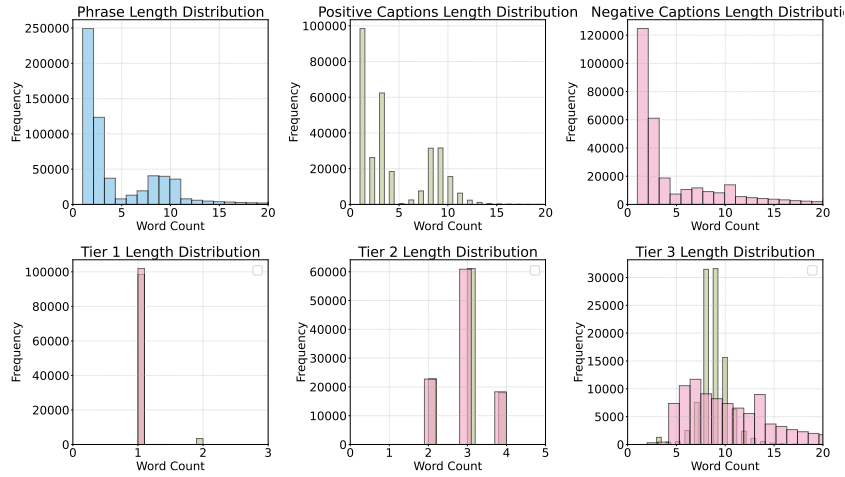 Phrase Length Distribution
250000
200000
150000
100000
50000
0
0 5 10 15 20
Frequency
Word Count
Positive Captions Length Distribution
100000
80000
60000
40000
20000
0
0 5 10 15 20
Frequency
Word Count
Negative Captions Length Distributi
120000
100000
80000
60000
40000
20000
0
0 5 10 15 20
Frequency
Word Count
Tier 1 Length Distribution
100000
80000
60000
40000
20000
0
0 1 2 3
Frequency
Word Count
Tier 2 Length Distribution
60000
50000
40000
30000
20000
10000
0
0 1 2 3 4 5
Frequency
Word Count
Tier 3 Length Distribution
30000
25000
20000
15000
10000
5000
0
0 5 10 15 20
Frequency
Word Count